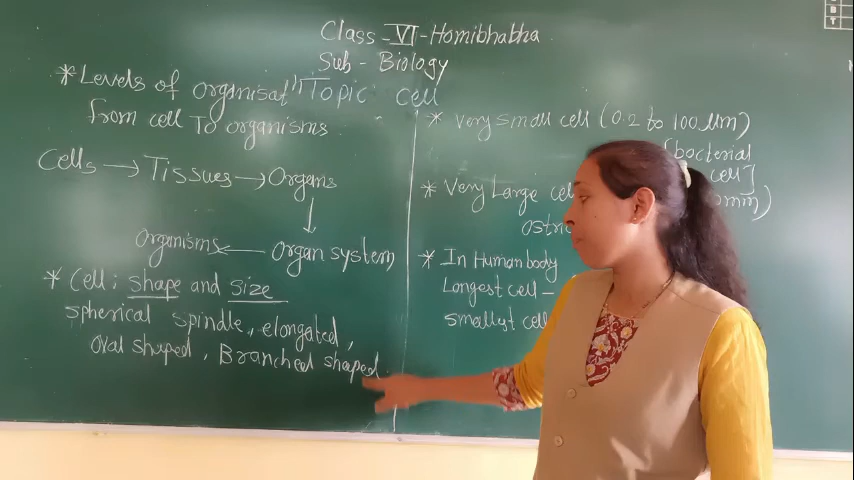 Class - VI - Homibhabha
Sub - Biology
Topic: cell
* Levels of organisatn
from cell To organisms
Cells → Tissues → Organs
↓
Organisms ← Organ system
* Cell: shape and size
spherical spindle, elongated,
Oval shaped, Branched shaped
* Very small cell (0.2 to 100 µm)
[bacterial
cell]
* Very Large
* In Human body
Longest cell -
smallest cell